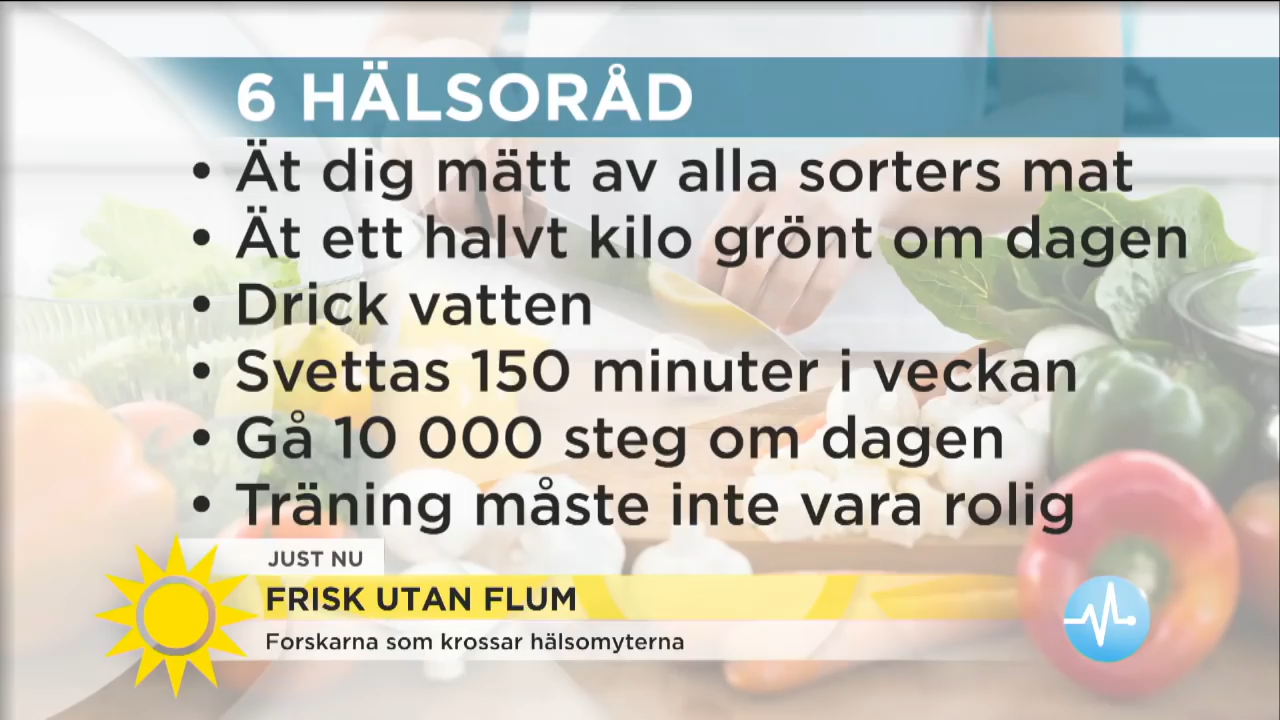 6 HÄLSORÅD
• Ät dig mätt av alla sorters mat
• Ät ett halvt kilo grönt om dagen
• Drick vatten
• Svettas 150 minuter i veckan
• Gå 10 000 steg om dagen
• Träning måste inte vara rolig
JUST NU
FRISK UTAN FLUM
Forskarna som krossar hälsomyterna